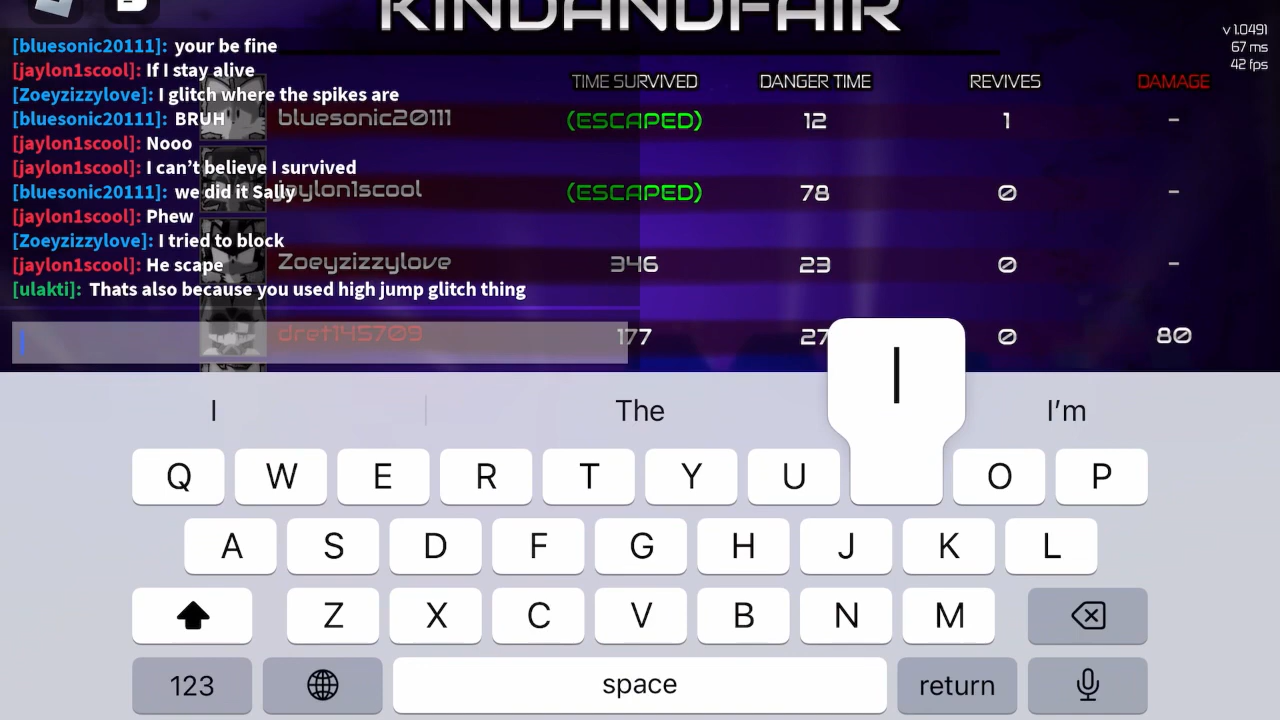 KINDANDFAIR
v 1.0491
67 ms
42 fps
[bluesonic20111]: your be fine
[jaylon1scool]: If I stay alive
[Zoeyzizzylove]: I glitch where the spikes are
[bluesonic20111]: BRUH
[jaylon1scool]: Nooo
[jaylon1scool]: I can't believe I survived
[bluesonic20111]: we did it Sally
[jaylon1scool]: Phew
[Zoeyzizzylove]: I tried to block
[jaylon1scool]: He scape
[ulakti]: Thats also because you used high jump glitch thing
TIME SURVIVED DANGER TIME REVIVES DAMAGE
bluesonic20111 (ESCAPED) 12 1 -
jaylon1scool (ESCAPED) 78 0 -
Zoeyzizzylove 346 23 0 -
dret145709 177 27 0 80
I The I'm
I
Q W E R T Y U O P
A S D F G H J K L
Z X C V B N M
123 space return